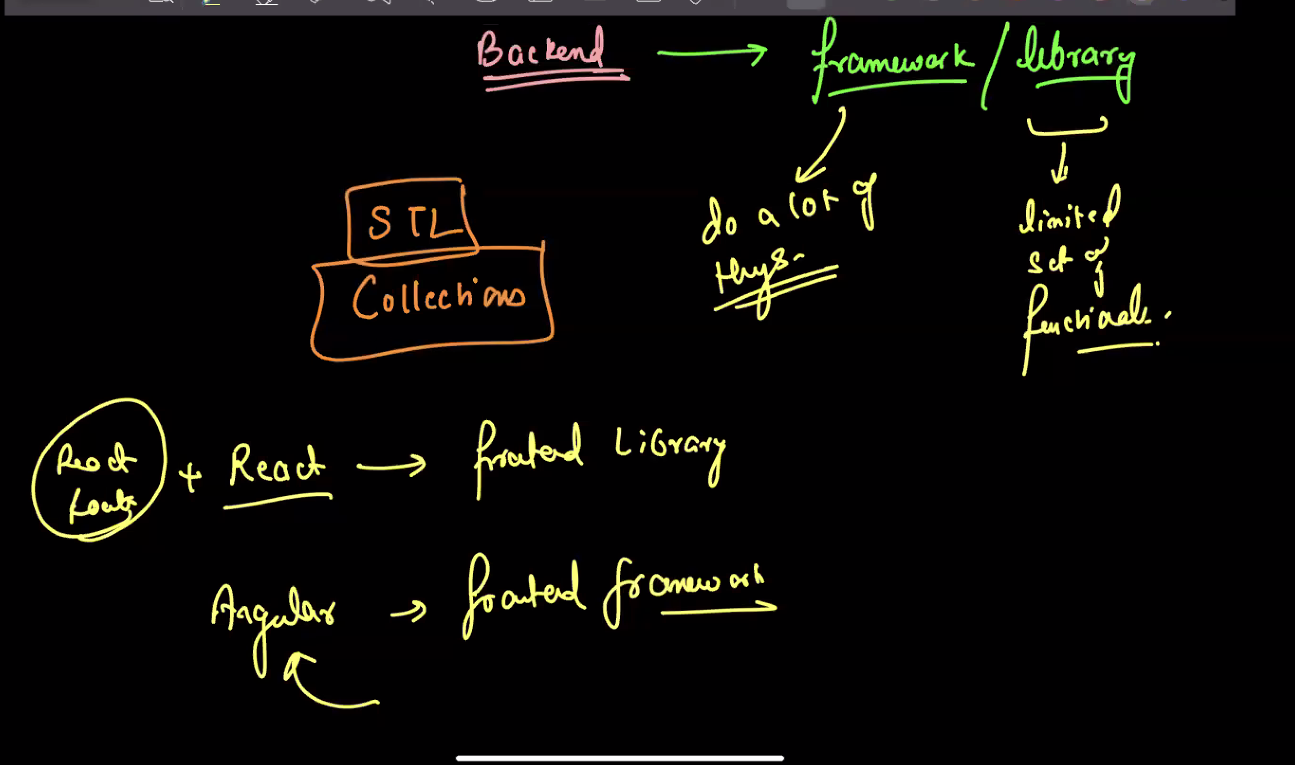 Backend → framework / library
do a lot of
things.
limited
set of
functionals.
STL
Collections
React
+ React → frontend Library
Angular → frontend framework